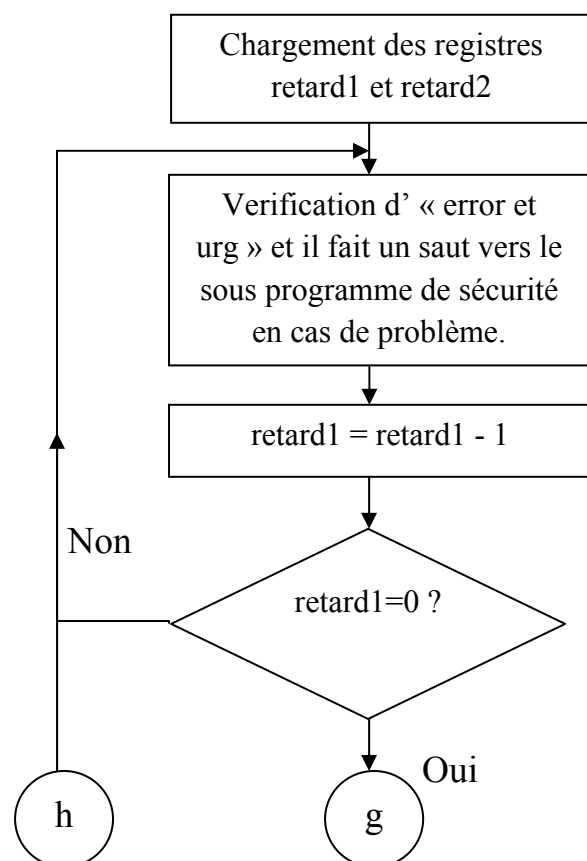 Chargement des registres
retard1 et retard2
Verification d’ « error et
urg » et il fait un saut vers le
sous programme de sécurité
en cas de problème.
retard1 = retard1 - 1
Non
retard1=0 ?
Oui
h
g